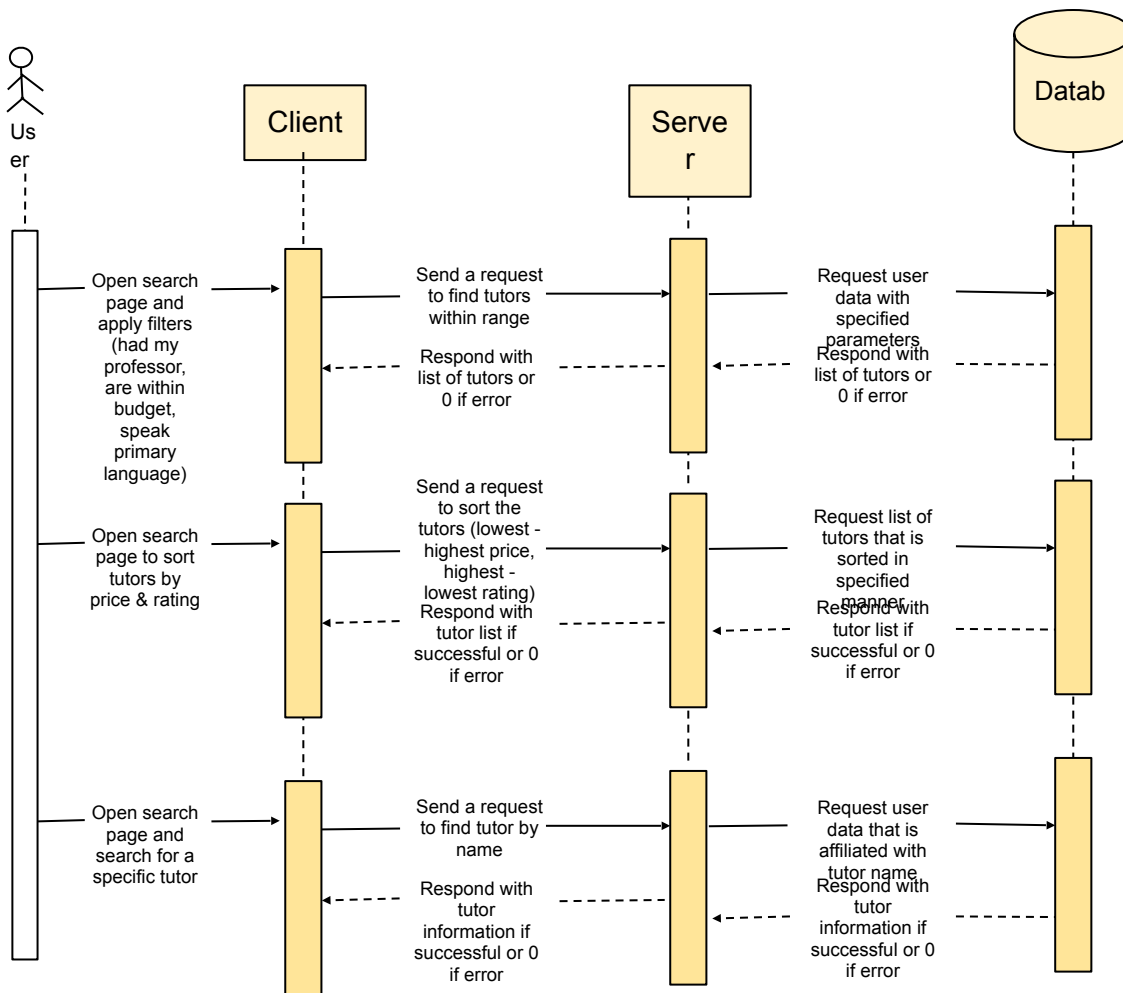 Us
er
Client
Serve
r
Datab
Open search
page and
apply filters
(had my
professor,
are within
budget,
speak
primary
language)
Send a request
to find tutors
within range
Respond with
list of tutors or
0 if error
Request user
data with
specified
parameters
Respond with
list of tutors or
0 if error
Open search
page to sort
tutors by
price & rating
Send a request
to sort the
tutors (lowest -
highest price,
highest -
lowest rating)
Respond with
tutor list if
successful or 0
if error
Request list of
tutors that is
sorted in
specified
manner
Respond with
tutor list if
successful or 0
if error
Open search
page and
search for a
specific tutor
Send a request
to find tutor by
name
Respond with
tutor
information if
successful or 0
if error
Request user
data that is
affiliated with
tutor name
Respond with
tutor
information if
successful or 0
if error